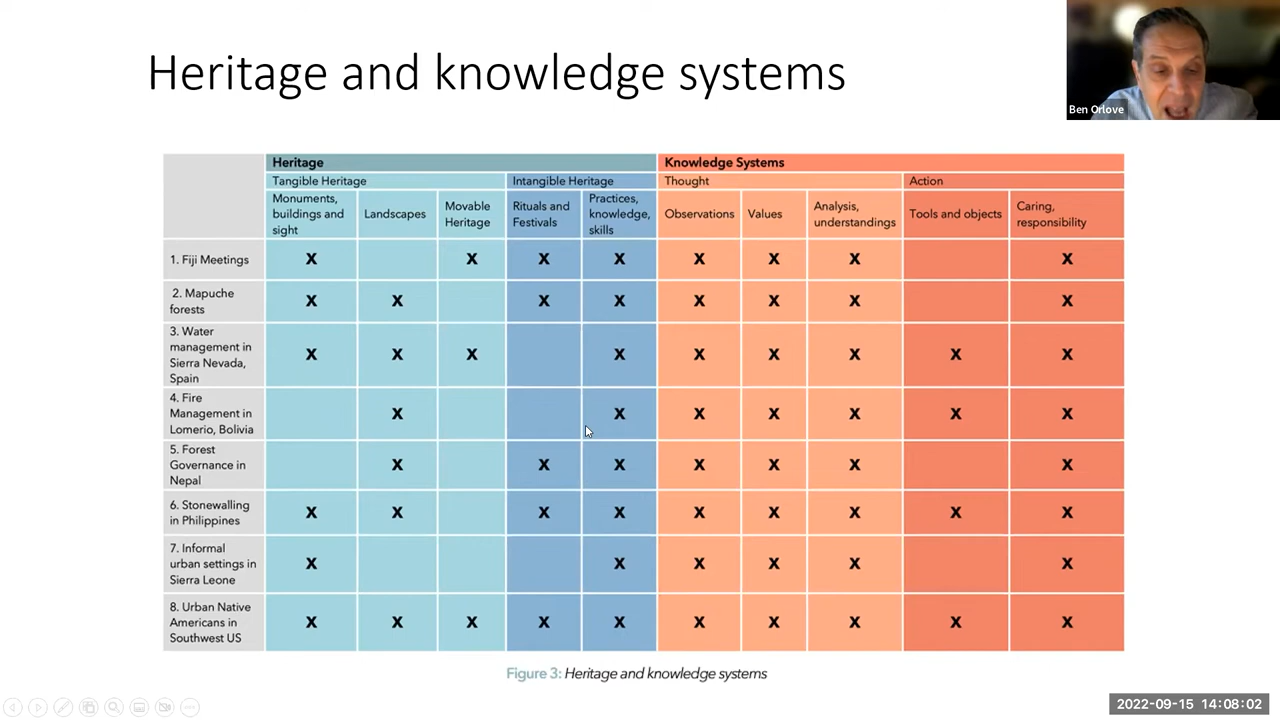 Heritage and knowledge systems
Ben Orlove
Heritage
Knowledge Systems
Tangible Heritage
Intangible Heritage
Thought
Action
Monuments,
buildings and
sight
Landscapes
Movable
Heritage
Rituals and
Festivals
Practices,
knowledge,
skills
Observations
Values
Analysis,
understandings
Tools and objects
Caring,
responsibility
1. Fiji Meetings
X X X X X X X X
2. Mapuche
forests
X X X X X X X X
3. Water
management in
Sierra Nevada,
Spain
X X X X X X X X X
4. Fire
Management in
Lomerio, Bolivia
X X X X X X X
5. Forest
Governance in
Nepal
X X X X X X X
6. Stonewalling
in Philippines
X X X X X X X X X
7. Informal
urban settings in
Sierra Leone
X X X X X X
8. Urban Native
Americans in
Southwest US
X X X X X X X X X X
Figure 3: Heritage and knowledge systems
2022-09-15 14:08:02